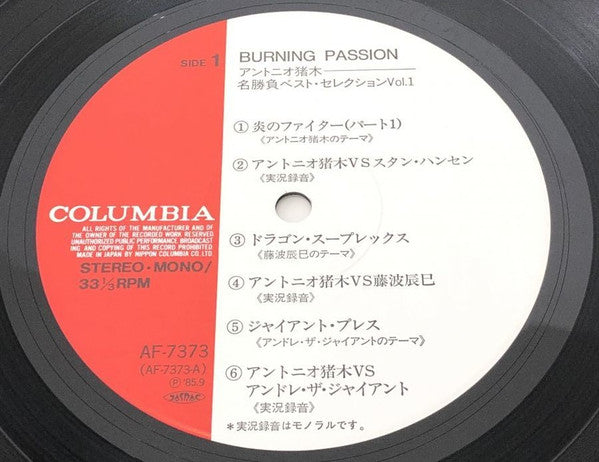 SIDE 1
BURNING PASSION
アントニオ猪木
名勝負ベスト・セレクションVol.1
① 炎のファイター(パート1)
《アントニオ猪木のテーマ》
② アントニオ猪木VSスタン・ハンセン
《実況録音》
③ ドラゴン・スープレックス
《藤波辰巳のテーマ》
④ アントニオ猪木VS藤波辰巳
《実況録音》
⑤ ジャイアント・プレス
《アンドレ・ザ・ジャイアントのテーマ》
⑥ アントニオ猪木VS
アンドレ・ザ・ジャイアント
《実況録音》
*実況録音はモノラルです。
COLUMBIA
ALL RIGHTS OF THE MANUFACTURER AND OF
THE OWNER OF THE RECORDED WORK RESERVED.
UNAUTHORIZED PUBLIC PERFORMANCE BROADCAST
ING AND COPYING OF THIS RECORD PROHIBITED.
MADE IN JAPAN BY NIPPON COLUMBIA CO.,LTD.
STEREO・MONO/
33⅓RPM
AF-7373
(AF-7373-A)
Ⓟ'85.9
JASRAC